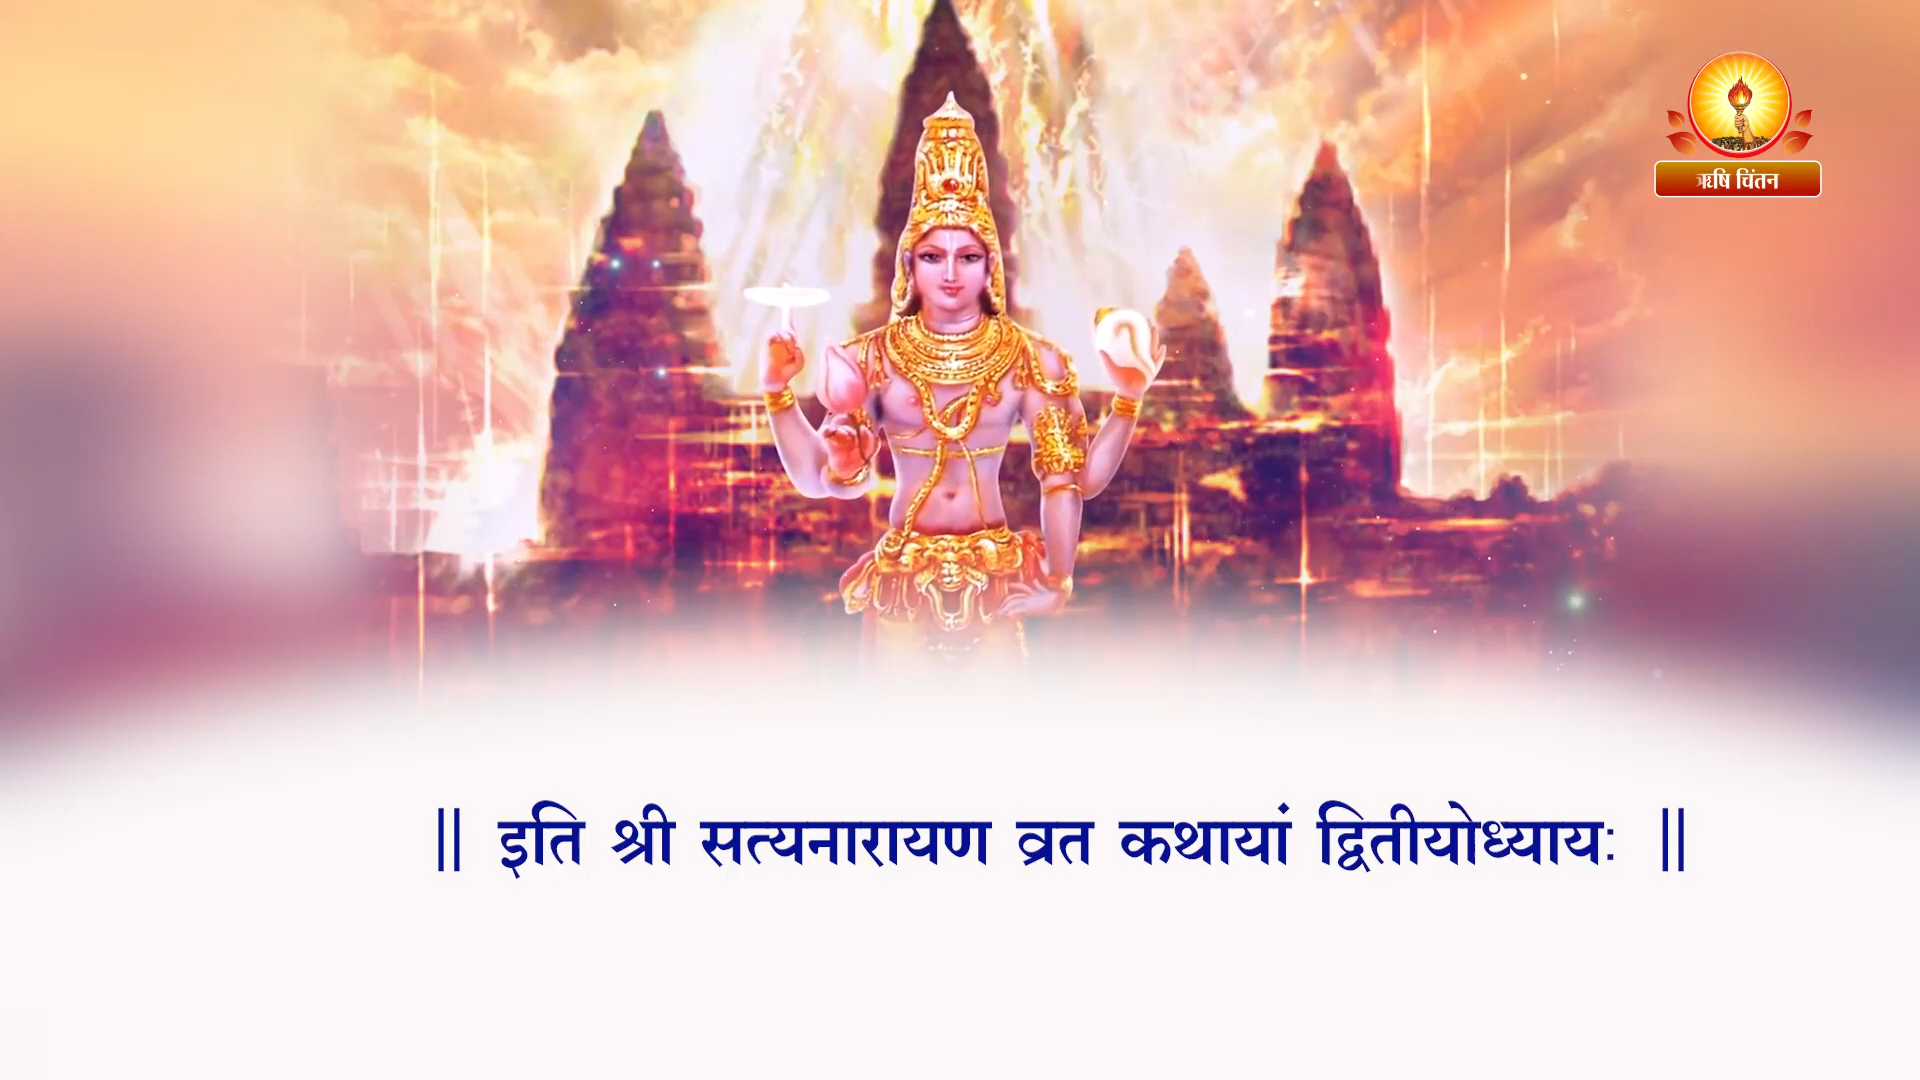 ऋषि चिंतन
|| इति श्री सत्यनारायण व्रत कथायां द्वितीयोध्यायः ||